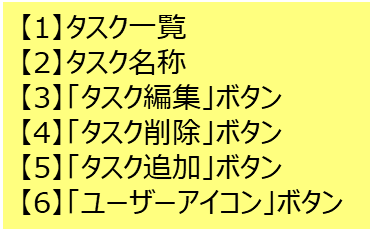 【1】タスク一覧
【2】タスク名称
【3】「タスク編集」ボタン
【4】「タスク削除」ボタン
【5】「タスク追加」ボタン
【6】「ユーザーアイコン」ボタン